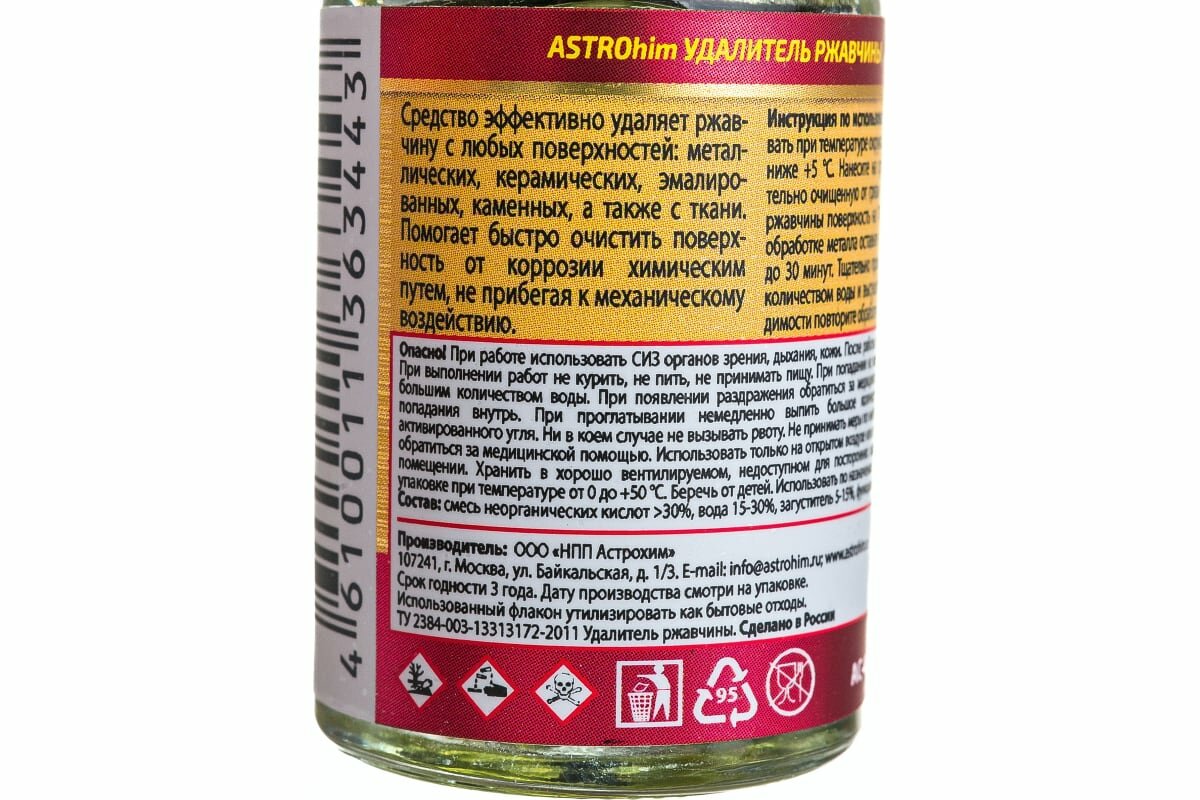 ASTROhim УДАЛИТЕЛЬ РЖАВЧИНЫ
Средство эффективно удаляет ржав-
чину с любых поверхностей: метал-
лических, керамических, эмалиро-
ванных, каменных, а также с ткани.
Помогает быстро очистить поверх-
ность от коррозии химическим
путем, не прибегая к механическому
воздействию.
Инструкция по
вать при температуре
ниже +5 °C. Нанесите на
тельно очищенную от
ржавчины поверхность на
обработке металла
до 30 минут. Тщательно
количеством воды и
димости повторите
Опасно! При работе использовать СИЗ органов зрения, дыхания, кожи. После
При выполнении работ не курить, не пить, не принимать пищу. При попадании
большим количеством воды. При появлении раздражения обратиться за
попадания внутрь. При проглатывании немедленно выпить большое
активированного угля. Ни в коем случае не вызывать рвоту. Не принимать меры
обратиться за медицинской помощью. Использовать только на открытом воздухе
помещении. Хранить в хорошо вентилируемом, недоступном для
упаковке при температуре от 0 до +50 °C. Беречь от детей. Использовать по
Состав: смесь неорганических кислот >30%, вода 15-30%, загуститель 5-15%,
Производитель: ООО «НПП Астрохим»
107241, г. Москва, ул. Байкальская, д. 1/3. E-mail: info@astrohim.ru;
Срок годности 3 года. Дату производства смотри на упаковке.
Использованный флакон утилизировать как бытовые отходы.
ТУ 2384-003-13313172-2011 Удалитель ржавчины. Сделано в России
95
4610011363443